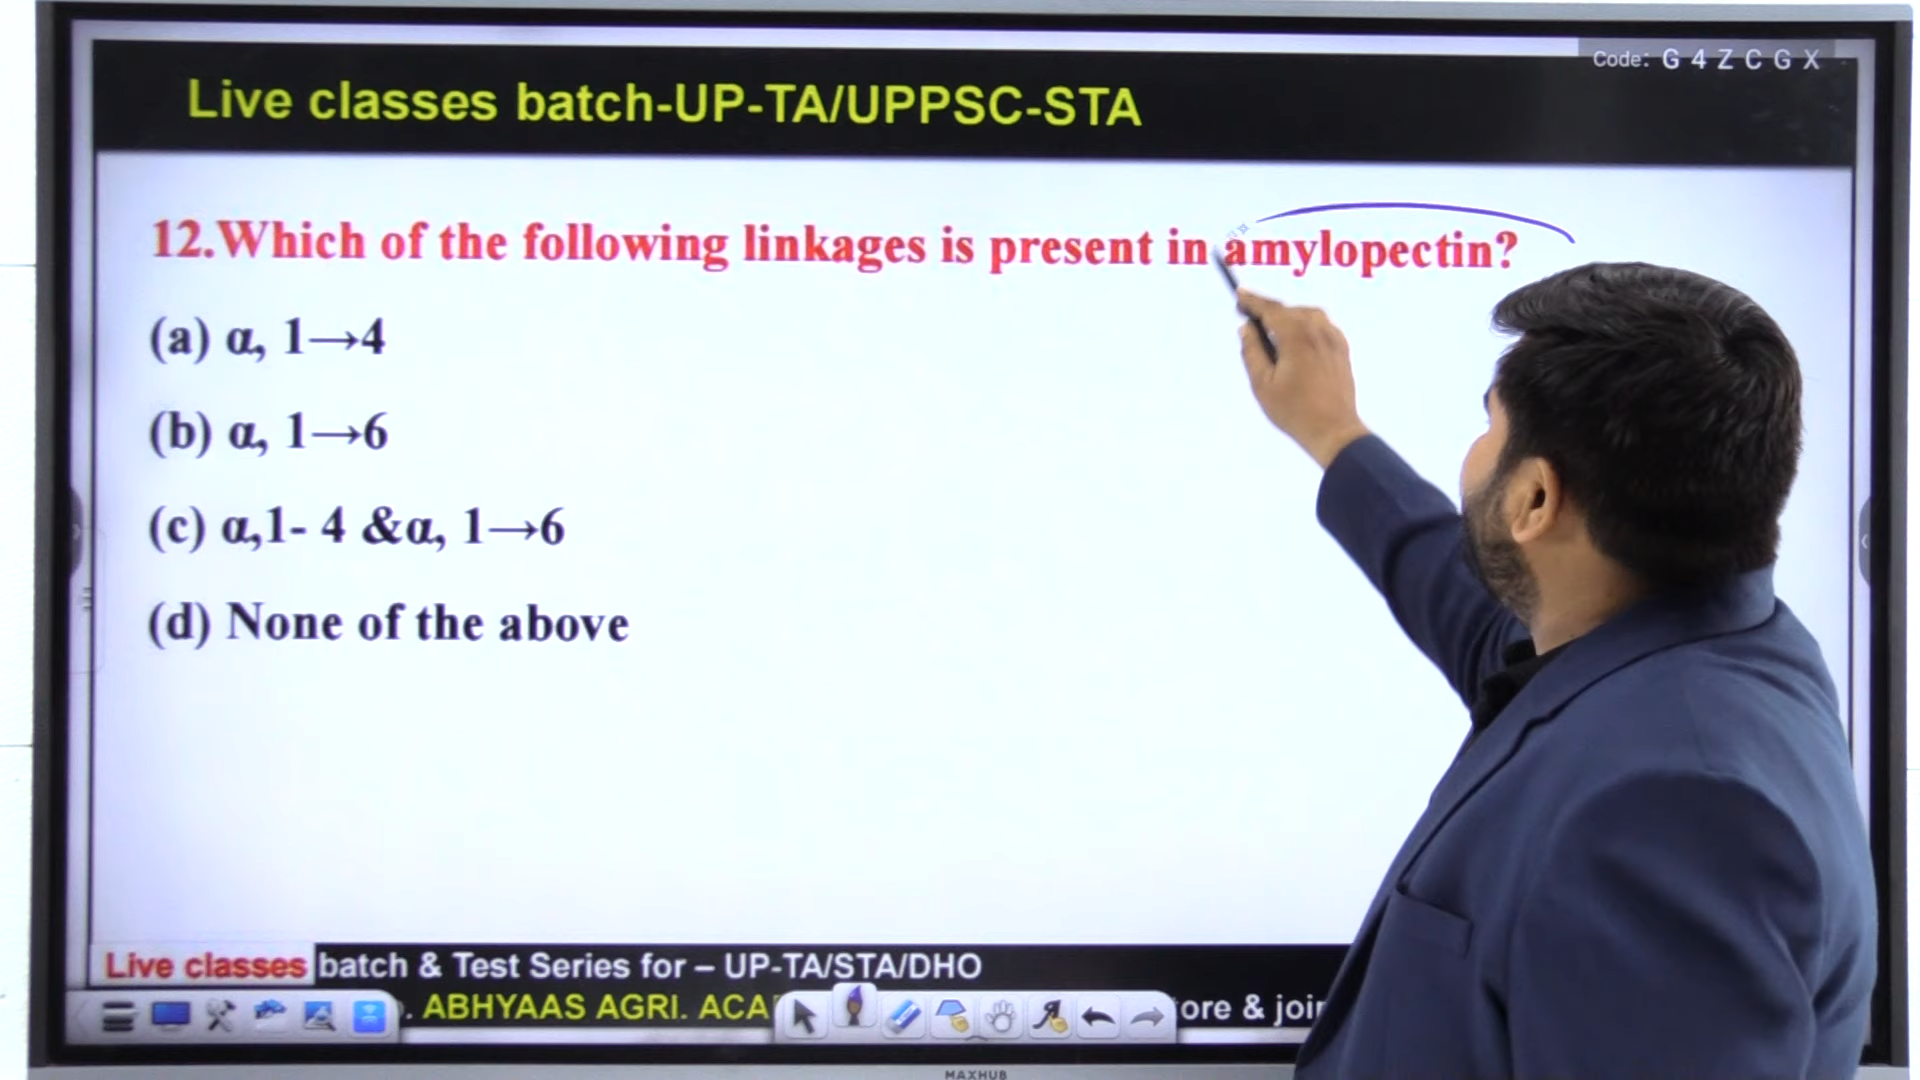 Code: G 4 Z C G X
Live classes batch-UP-TA/UPPSC-STA
12.Which of the following linkages is present in amylopectin?
(a) α, 1→4
(b) α, 1→6
(c) α,1- 4 &α, 1→6
(d) None of the above
Live classes batch & Test Series for – UP-TA/STA/DHO
. ABHYAAS AGRI. ACA ore & join
MAXHUB